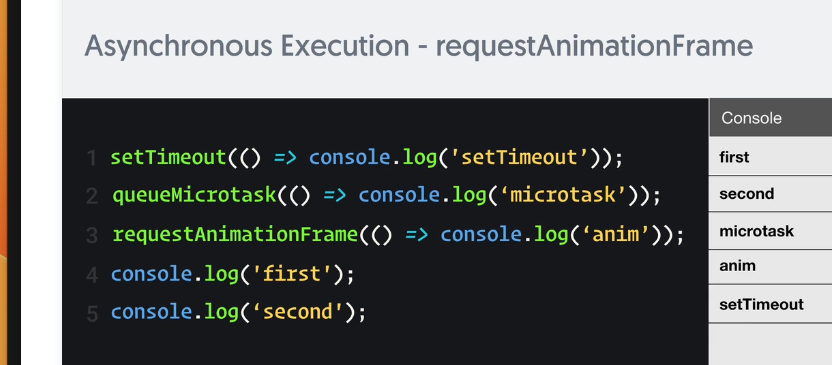 Asynchronous Execution - requestAnimationFrame
1 setTimeout(() => console.log('setTimeout’));
2 queueMicrotask(() => console.log(‘microtask’));
3 requestAnimationFrame(() => console.log(‘anim’));
4 console.log('first');
5 console.log(‘second');
Console
first
second
microtask
anim
setTimeout